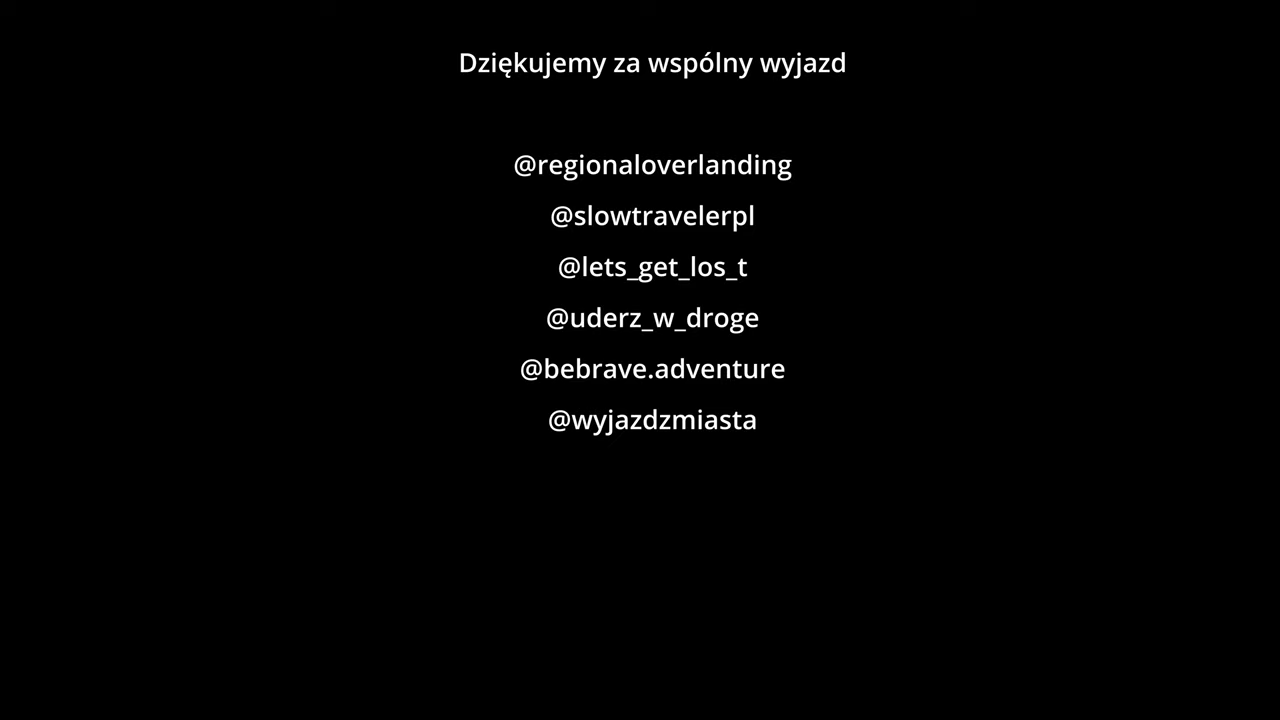 Dziękujemy za wspólny wyjazd
@regionaloverlanding
@slowtravelerpl
@lets_get_los_t
@uderz_w_droge
@bebrave.adventure
@wyjazdzmiasta